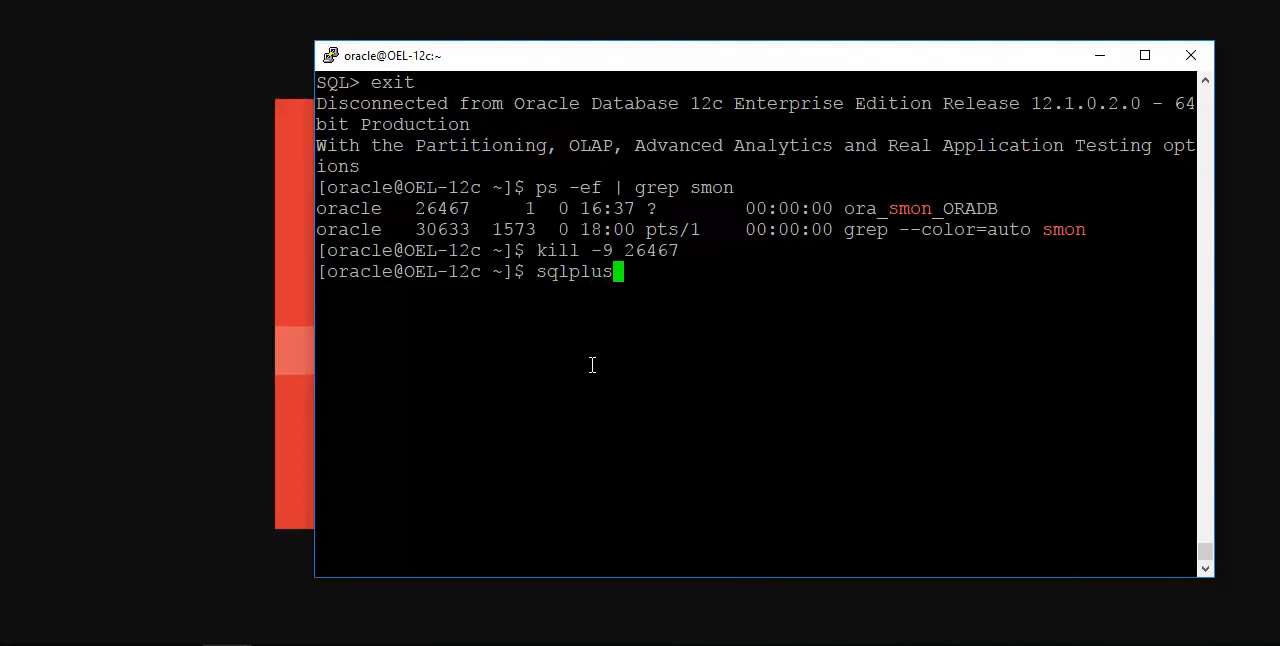 oracle@OEL-12c:~
SQL> exit
Disconnected from Oracle Database 12c Enterprise Edition Release 12.1.0.2.0 - 64
bit Production
With the Partitioning, OLAP, Advanced Analytics and Real Application Testing opt
ions
[oracle@OEL-12c ~]$ ps -ef | grep smon
oracle   26467     1  0 16:37 ?        00:00:00 ora_smon_ORADB
oracle   30633  1573  0 18:00 pts/1    00:00:00 grep --color=auto smon
[oracle@OEL-12c ~]$ kill -9 26467
[oracle@OEL-12c ~]$ sqlplus